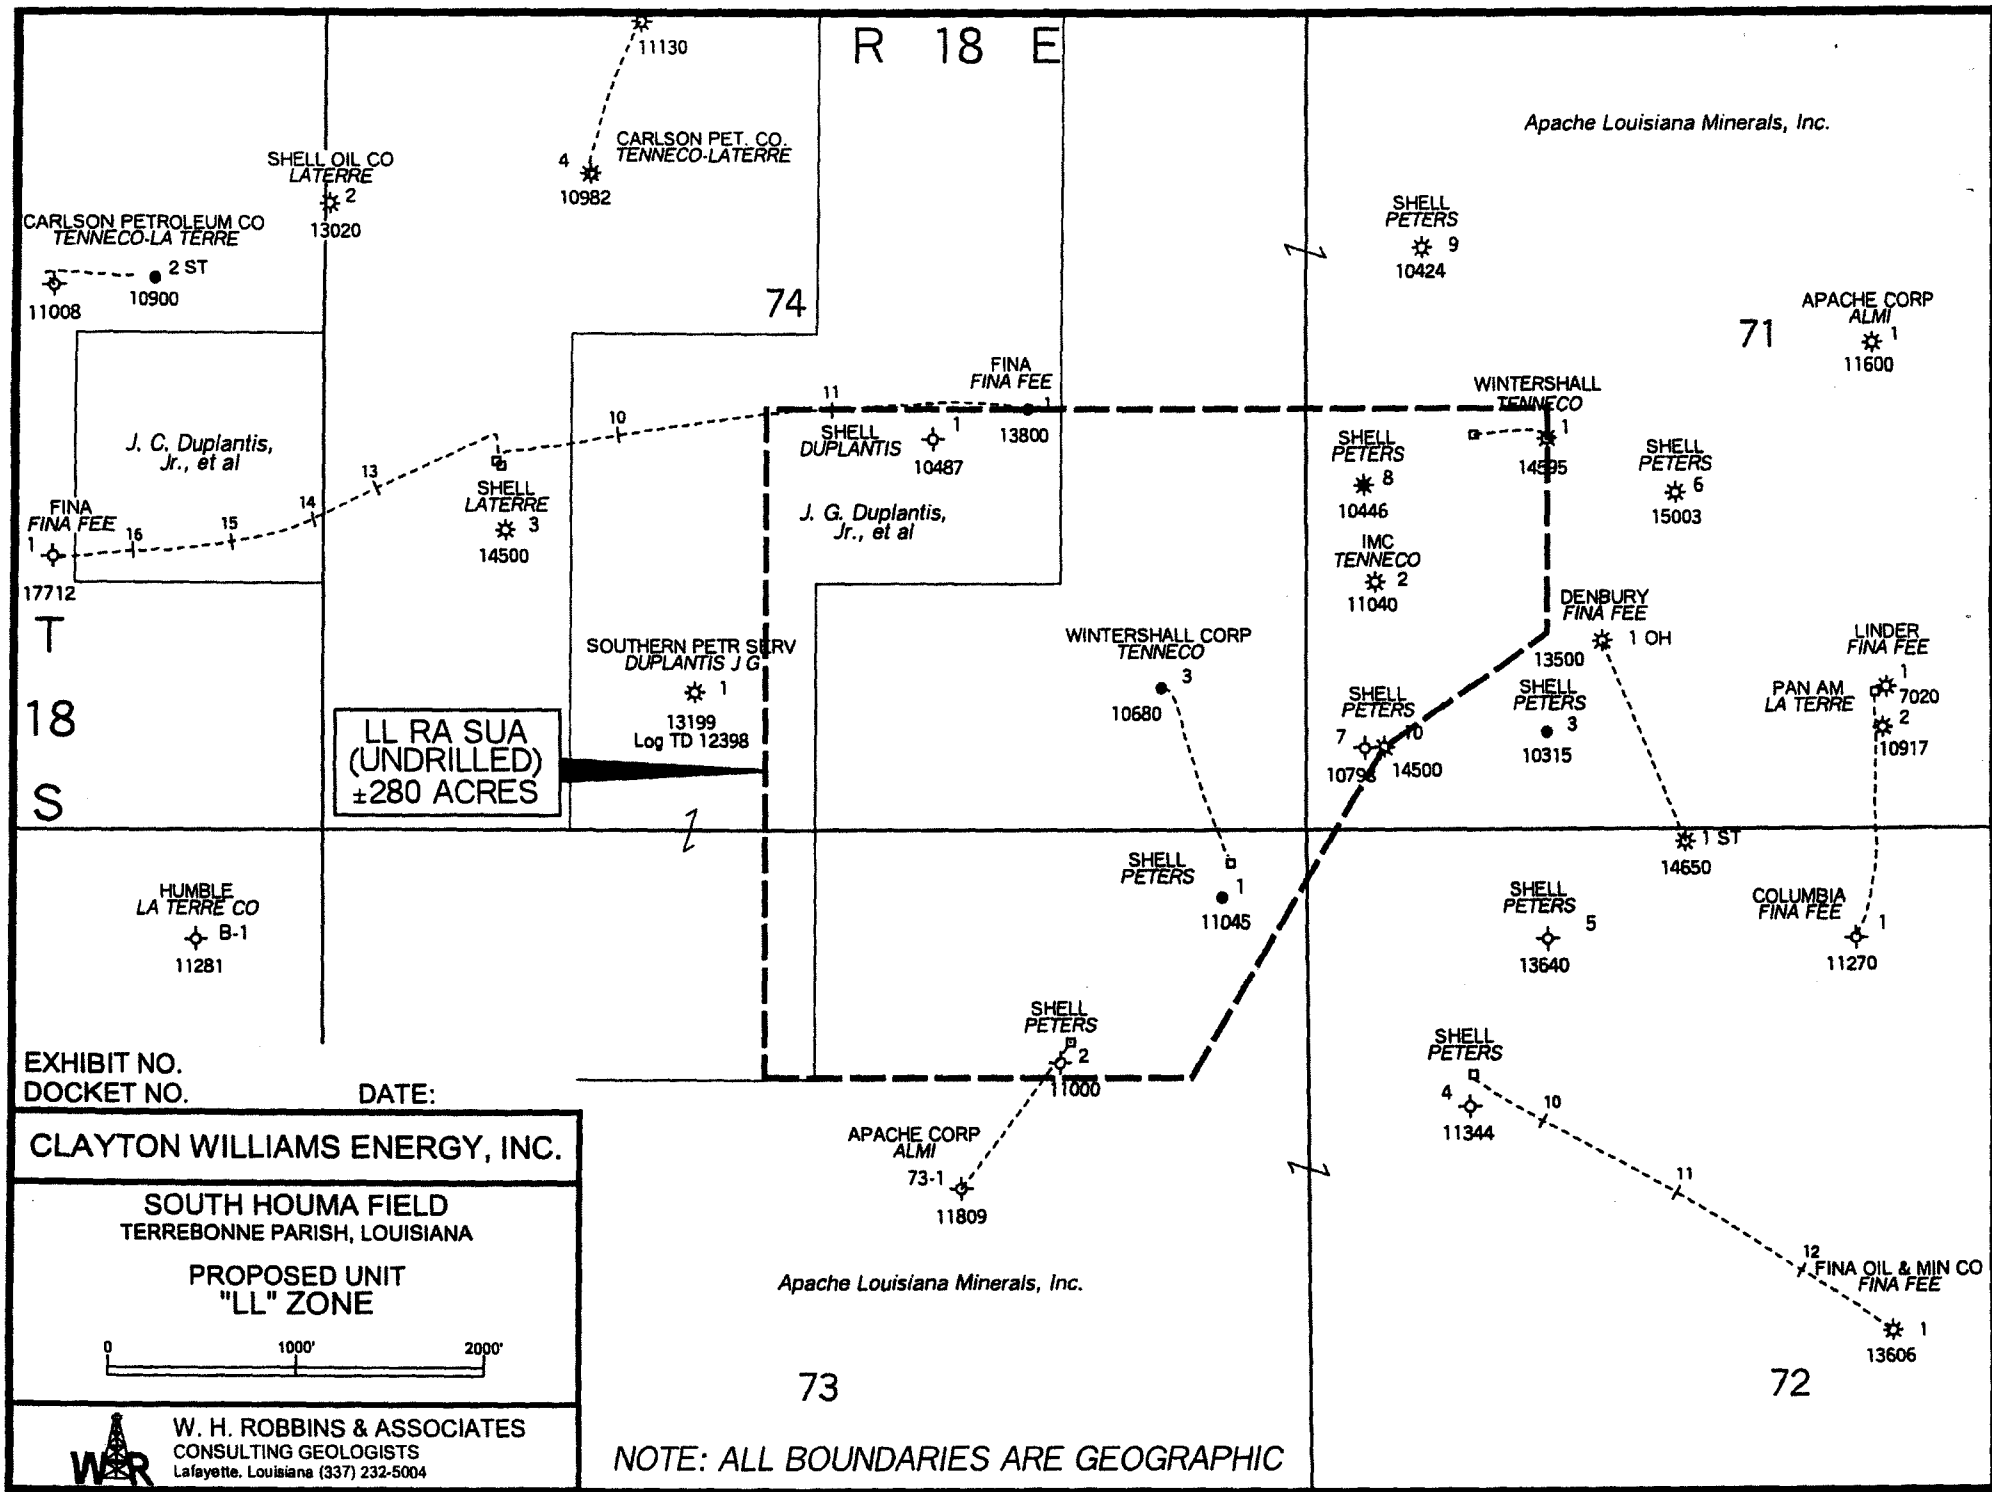 R 18 E
11130
Apache Louisiana Minerals, Inc.
CARLSON PET. CO.
TENNECO-LATERRE
4
10982
SHELL OIL CO
LATERRE
2
13020
CARLSON PETROLEUM CO
TENNECO-LA TERRE
2 ST
10900
11008
74
SHELL
PETERS
9
10424
71
APACHE CORP
ALMI
1
11600
J. C. Duplantis,
Jr., et al
FINA
FINA FEE
1
13800
11
10
13
14
15
16
FINA
FINA FEE
1
17712
SHELL
LATERRE
3
14500
SHELL
DUPLANTIS
1
10487
J. G. Duplantis,
Jr., et al
WINTERSHALL
TENNECO
1
14595
SHELL
PETERS
8
10446
SHELL
PETERS
6
15003
IMC
TENNECO
2
11040
T
18
S
SOUTHERN PETR SERV
DUPLANTIS J G
1
13199
Log TD 12398
WINTERSHALL CORP
TENNECO
3
10680
DENBURY
FINA FEE
1 OH
13500
LINDER
FINA FEE
1
7020
PAN AM
LA TERRE
2
10917
SHELL
PETERS
7
10
14500
SHELL
PETERS
3
10315
LL RA SUA
(UNDRILLED)
±280 ACRES
1 ST
14650
SHELL
PETERS
1
11045
HUMBLE
LA TERRE CO
B-1
11281
SHELL
PETERS
5
13640
COLUMBIA
FINA FEE
1
11270
SHELL
PETERS
2
11000
SHELL
PETERS
4
11344
10
11
12
APACHE CORP
ALMI
73-1
11809
FINA OIL & MIN CO
FINA FEE
1
13606
Apache Louisiana Minerals, Inc.
73
72
EXHIBIT NO.
DOCKET NO. DATE:
CLAYTON WILLIAMS ENERGY, INC.
SOUTH HOUMA FIELD
TERREBONNE PARISH, LOUISIANA
PROPOSED UNIT
"LL" ZONE
0 1000' 2000'
W R
W. H. ROBBINS & ASSOCIATES
CONSULTING GEOLOGISTS
Lafayette, Louisiana (337) 232-5004
NOTE: ALL BOUNDARIES ARE GEOGRAPHIC